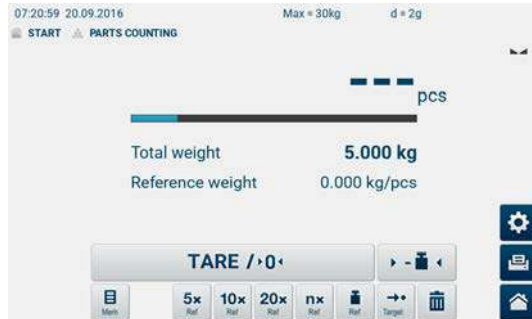 07:20:59 20.09.2016 Max = 30kg d = 2g
START PARTS COUNTING
--- pcs
Total weight 5.000 kg
Reference weight 0.000 kg/pcs
TARE /→0← - 
Mem 5x Ref 10x Ref 20x Ref nx Ref Ref Target